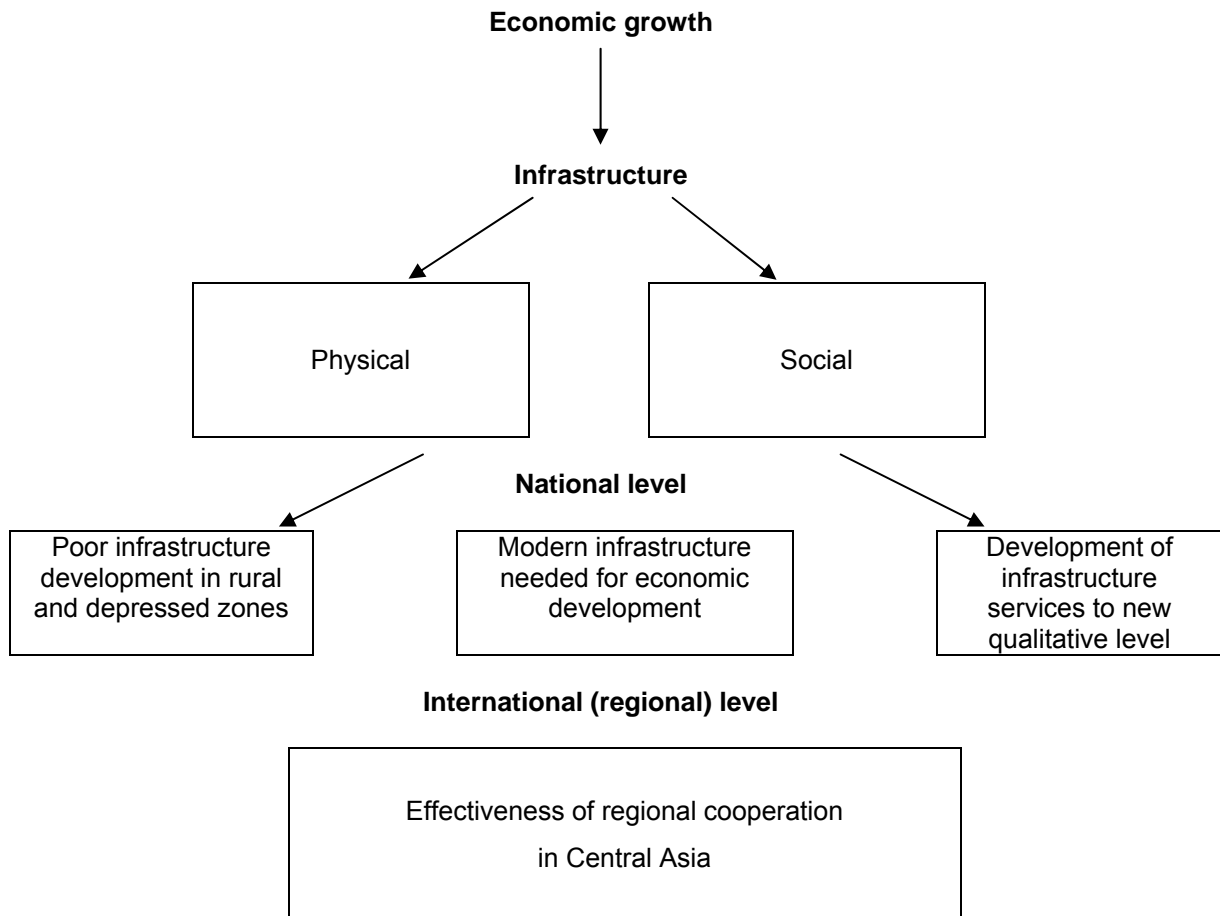 Economic growth
Infrastructure
Physical
Social
National level
Poor infrastructure
development in rural
and depressed zones
Modern infrastructure
needed for economic
development
Development of
infrastructure
services to new
qualitative level
International (regional) level
Effectiveness of regional cooperation
in Central Asia